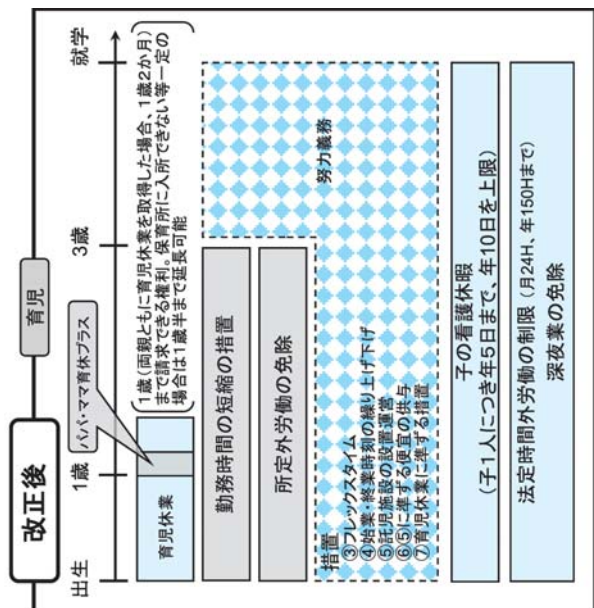 改正後
育児
出生
1歳
3歳
就学
パパ・ママ育休プラス
育児休業
1歳(両親ともに育児休業を取得した場合、1歳2か月)
まで請求できる権利。保育所に入所できない等一定の
場合は1歳半まで延長可能
勤務時間の短縮の措置
所定外労働の免除
措置
③フレックスタイム
④始業・終業時刻の繰り上げ下げ
⑤託児施設の設置運営
⑥⑤に準ずる便宜の供与
⑦育児休業に準ずる措置
努力義務
子の看護休暇
(子1人につき年5日まで、年10日を上限)
法定時間外労働の制限(月24H、年150Hまで)
深夜業の免除